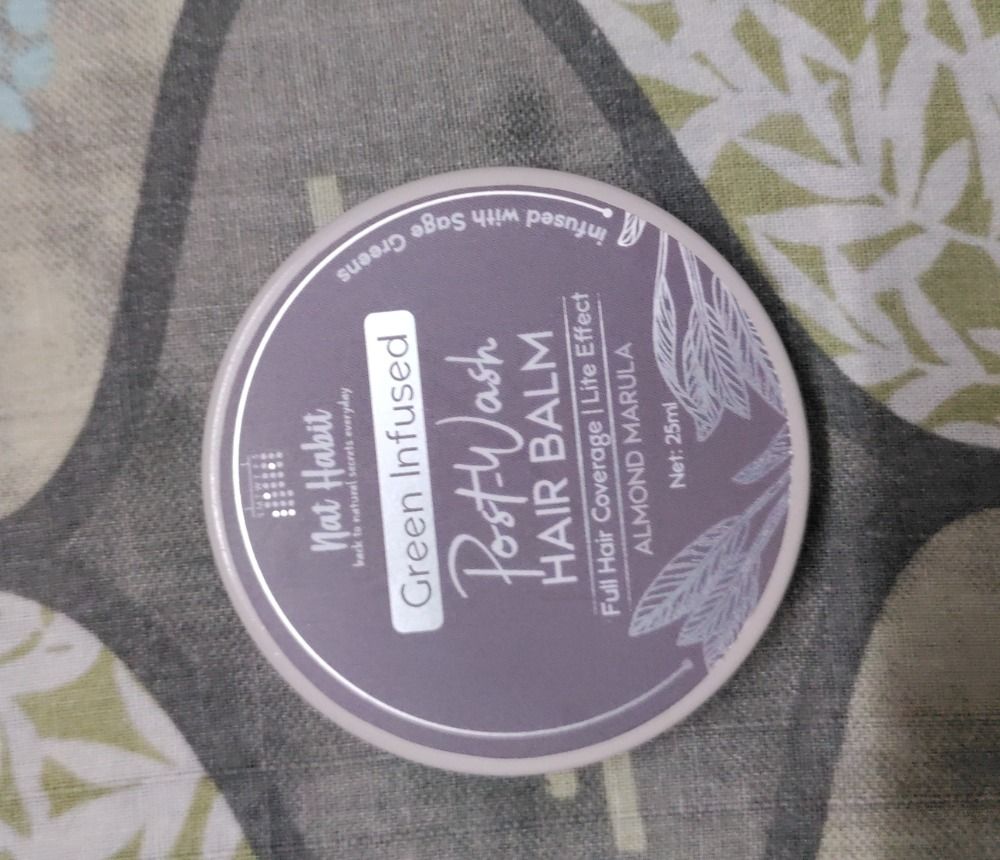 Nat Habit
back to natural secrets everyday
Green Infused
Post-Wash
HAIR BALM
Full Hair Coverage | Lite Effect
ALMOND MARULA
Net: 25ml
infused with Sage Greens